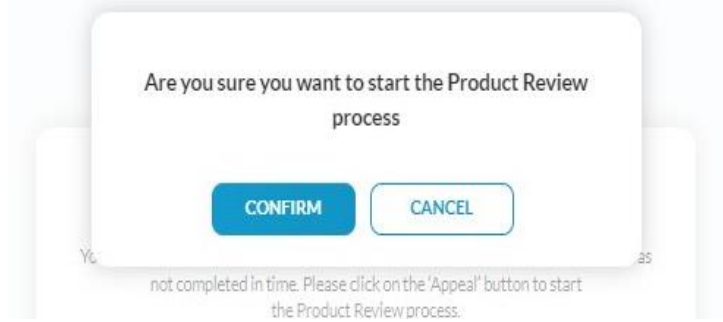 Are you sure you want to start the Product Review
process
CONFIRM
CANCEL
not completed in time. Please click on the 'Appeal' button to start
the Product Review process.